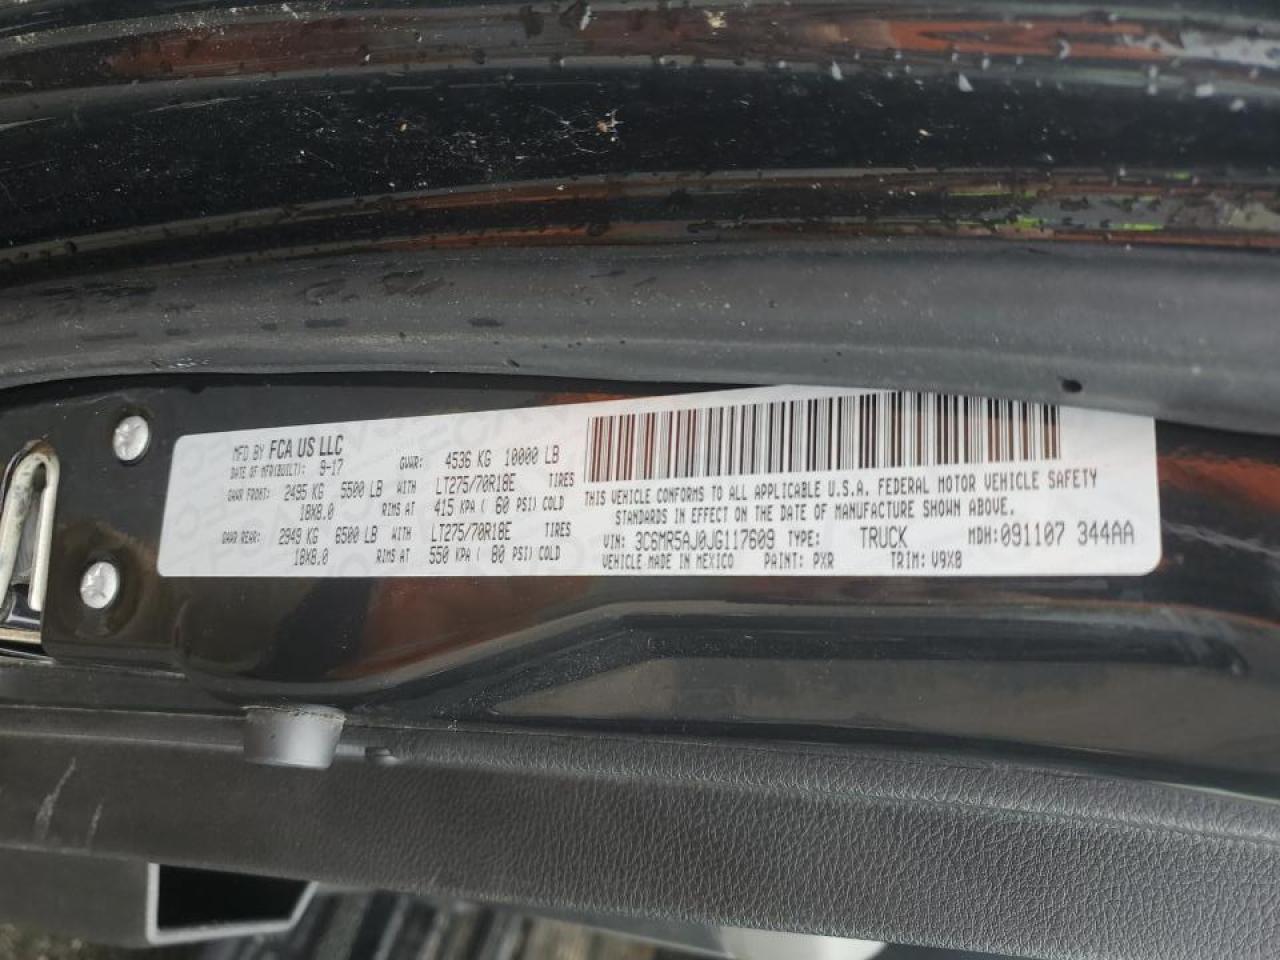 MFD BY FCA US LLC
DATE OF MFR(BUILT): 9-17 GVWR: 4536 KG 10000 LB
GAWR FRONT: 2495 KG 5500 LB WITH LT275/70R18E TIRES
18X8.0 RIMS AT 415 KPA ( 60 PSI) COLD
GAWR REAR: 2949 KG 6500 LB WITH LT275/70R18E TIRES
18X8.0 RIMS AT 550 KPA ( 80 PSI) COLD
THIS VEHICLE CONFORMS TO ALL APPLICABLE U.S.A. FEDERAL MOTOR VEHICLE SAFETY
STANDARDS IN EFFECT ON THE DATE OF MANUFACTURE SHOWN ABOVE.
VIN: 3C6MR5AJ0JG117609 TYPE: TRUCK MDH:091107 344AA
VEHICLE MADE IN MEXICO PAINT: PXR TRIM: V9X8